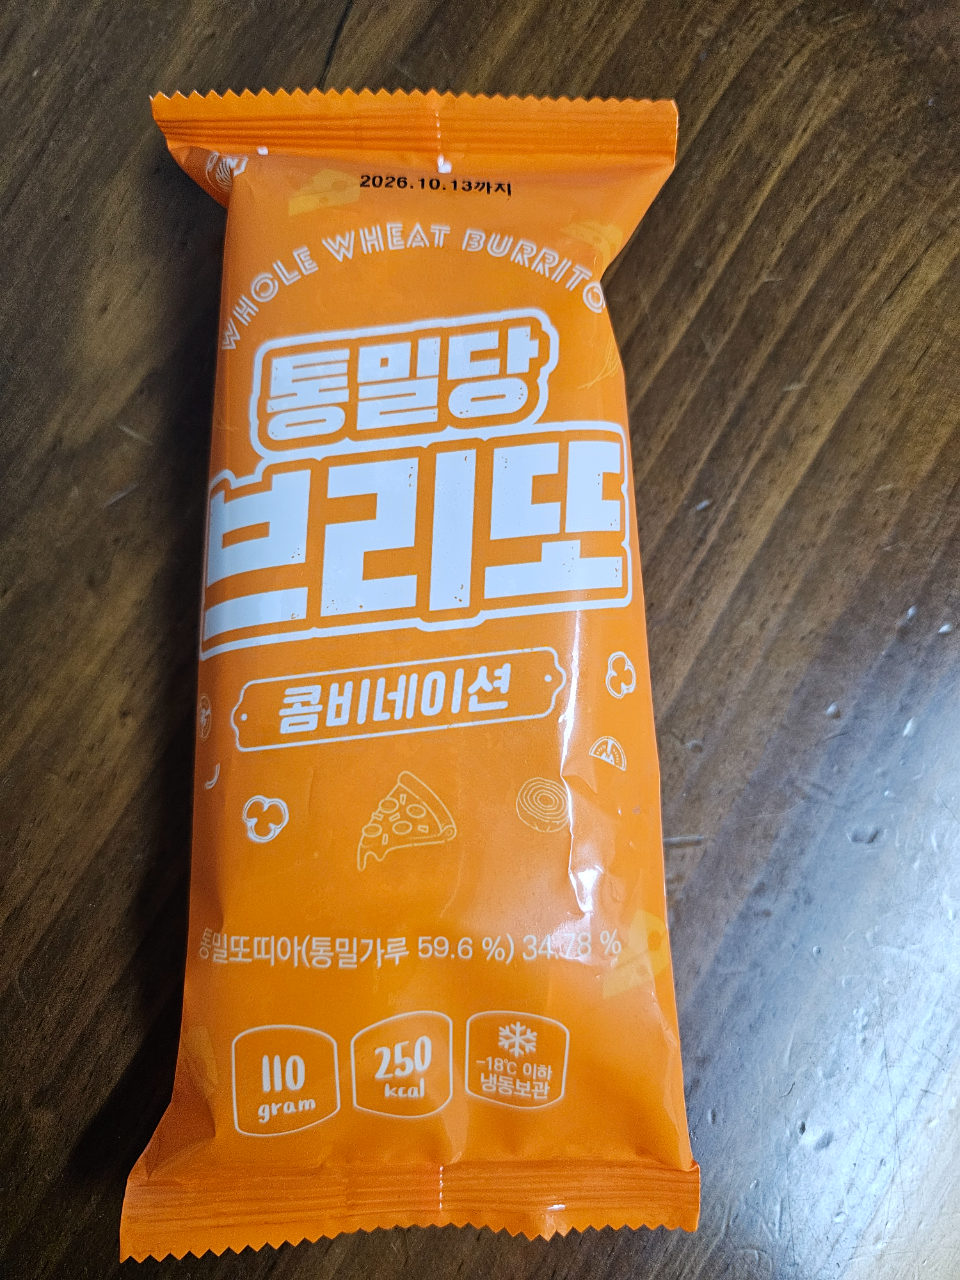 2026.10.13까지
WHOLE WHEAT BURRITO
통밀당
브리또
콤비네이션
통밀또띠아(통밀가루 59.6 %) 34.78 %
110
gram
250
kcal
-18℃ 이하
냉동보관